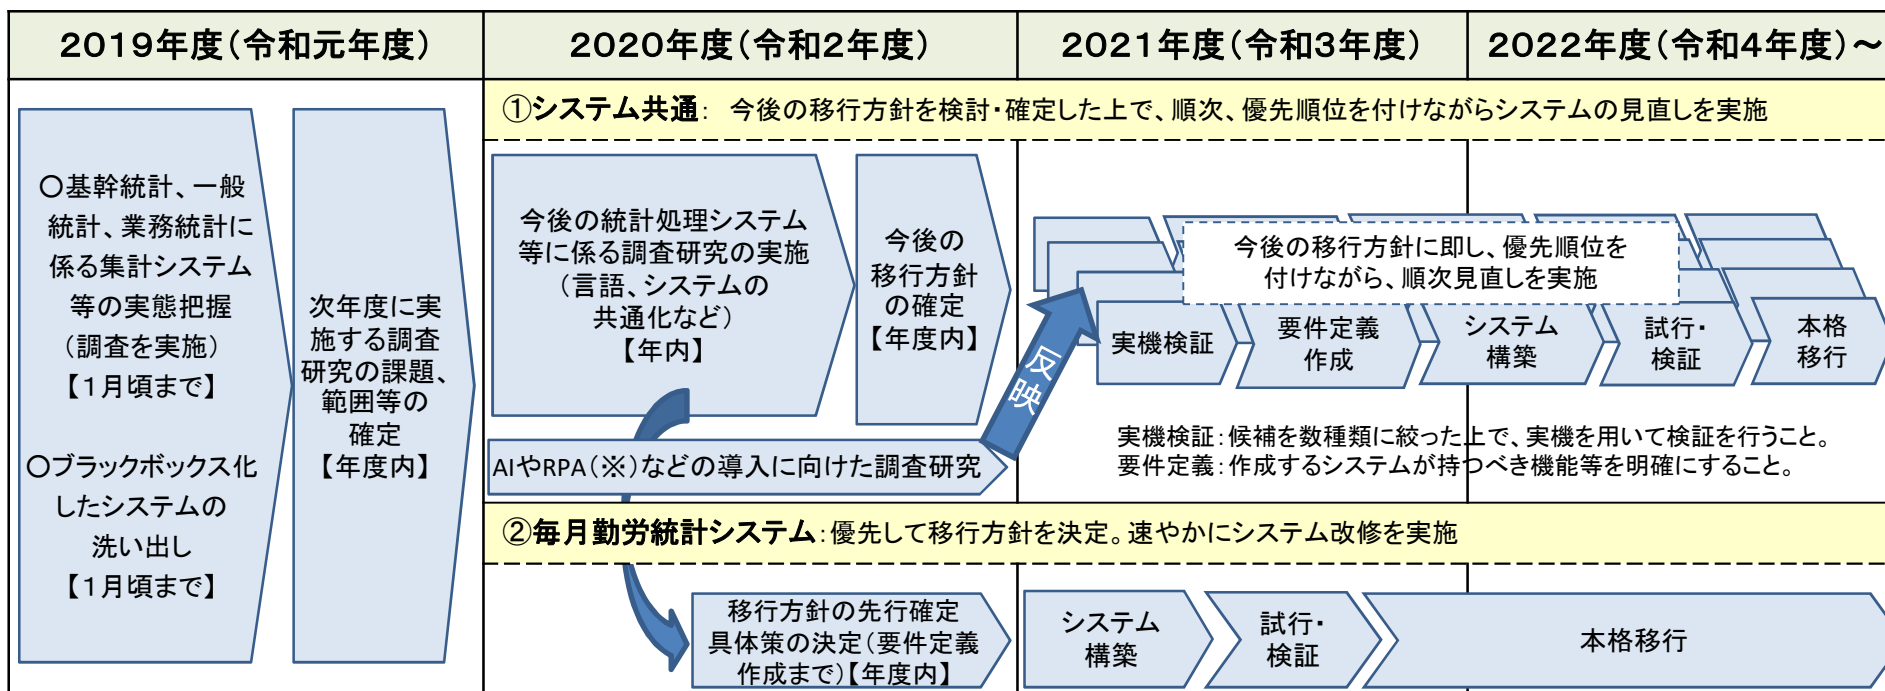 2019年度(令和元年度)
2020年度(令和2年度)
2021年度(令和3年度)
2022年度(令和4年度)～
〇基幹統計、一般
統計、業務統計に
係る集計システム
等の実態把握
(調査を実施)
【1月頃まで】
〇ブラックボックス化
したシステムの
洗い出し
【1月頃まで】
次年度に実
施する調査
研究の課題、
範囲等の
確定
【年度内】
①システム共通： 今後の移行方針を検討・確定した上で、順次、優先順位を付けながらシステムの見直しを実施
今後の統計処理システム
等に係る調査研究の実施
(言語、システムの
共通化など)
【年内】
今後の
移行方針
の確定
【年度内】
AIやRPA(※)などの導入に向けた調査研究
反映
今後の移行方針に即し、優先順位を
付けながら、順次見直しを実施
実機検証
要件定義
作成
システム
構築
試行・
検証
本格
移行
実機検証：候補を数種類に絞った上で、実機を用いて検証を行うこと。
要件定義：作成するシステムが持つべき機能等を明確にすること。
②毎月勤労統計システム：優先して移行方針を決定。速やかにシステム改修を実施
移行方針の先行確定
具体策の決定(要件定義
作成まで)【年度内】
システム
構築
試行・
検証
本格移行